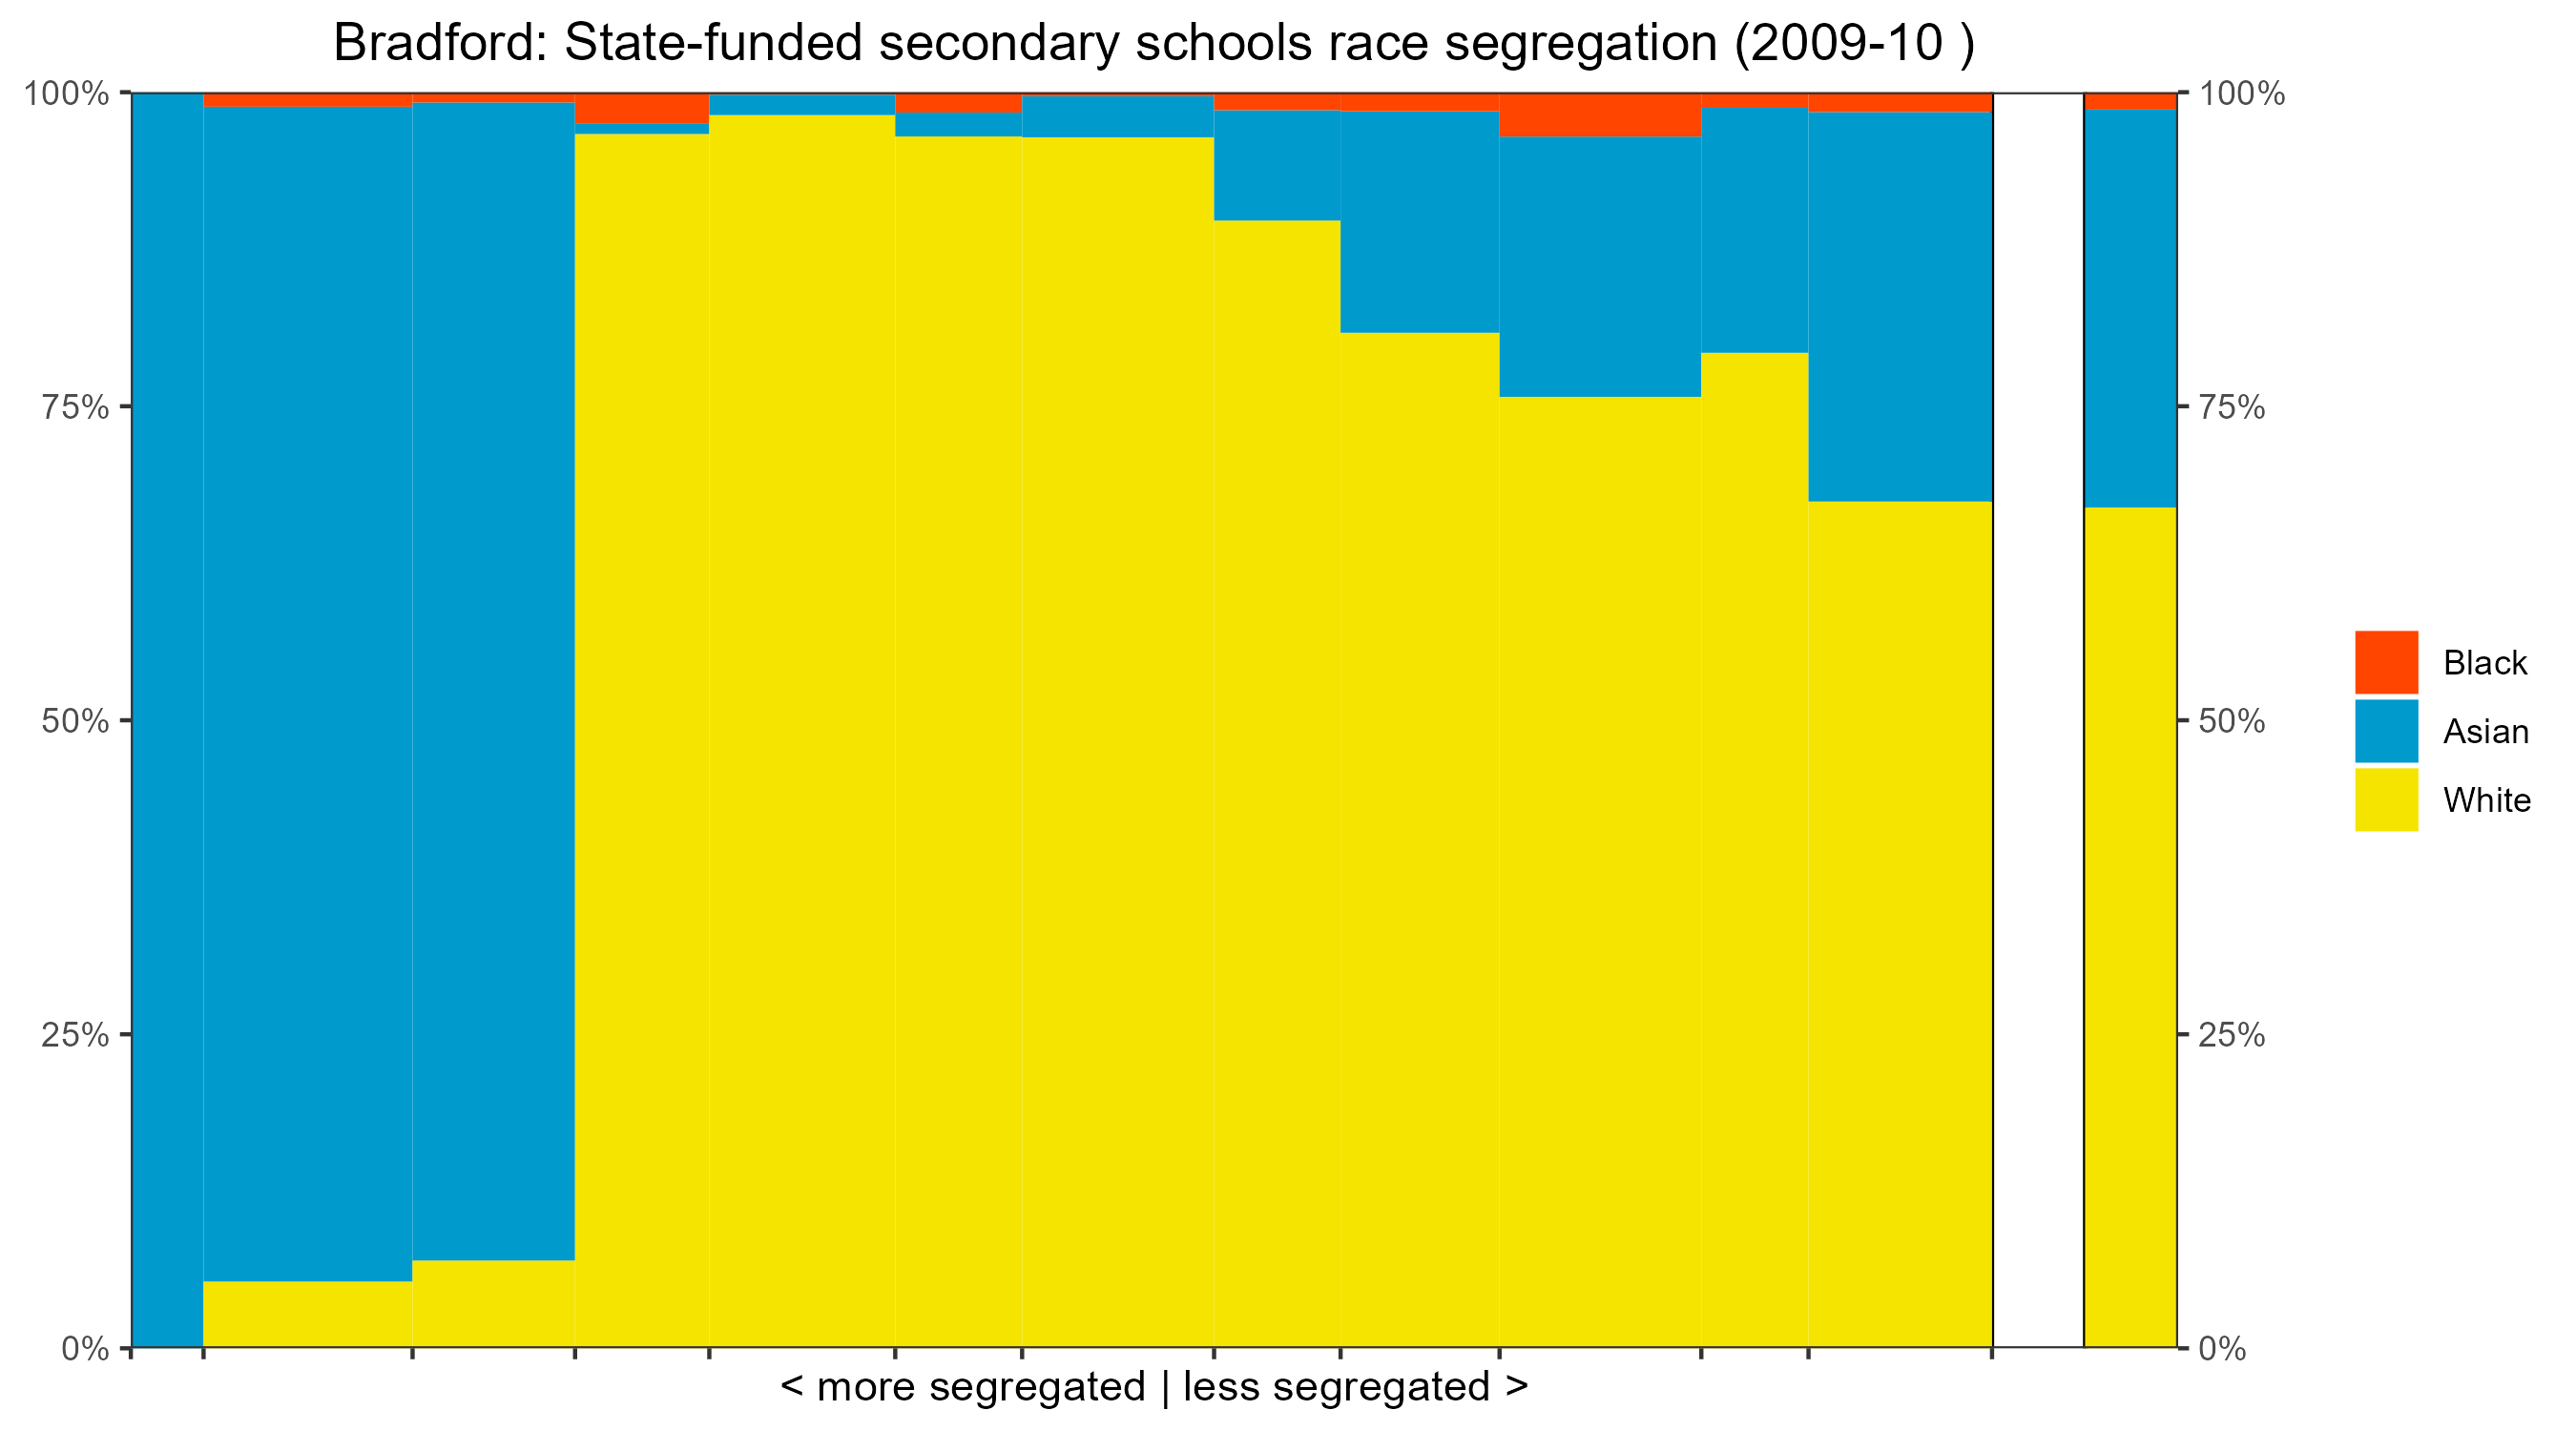 Bradford: State-funded secondary schools race segregation (2009-10 )
100%
75%
50%
25%
0%
100%
75%
50%
25%
0%
Black
Asian
White
< more segregated | less segregated >